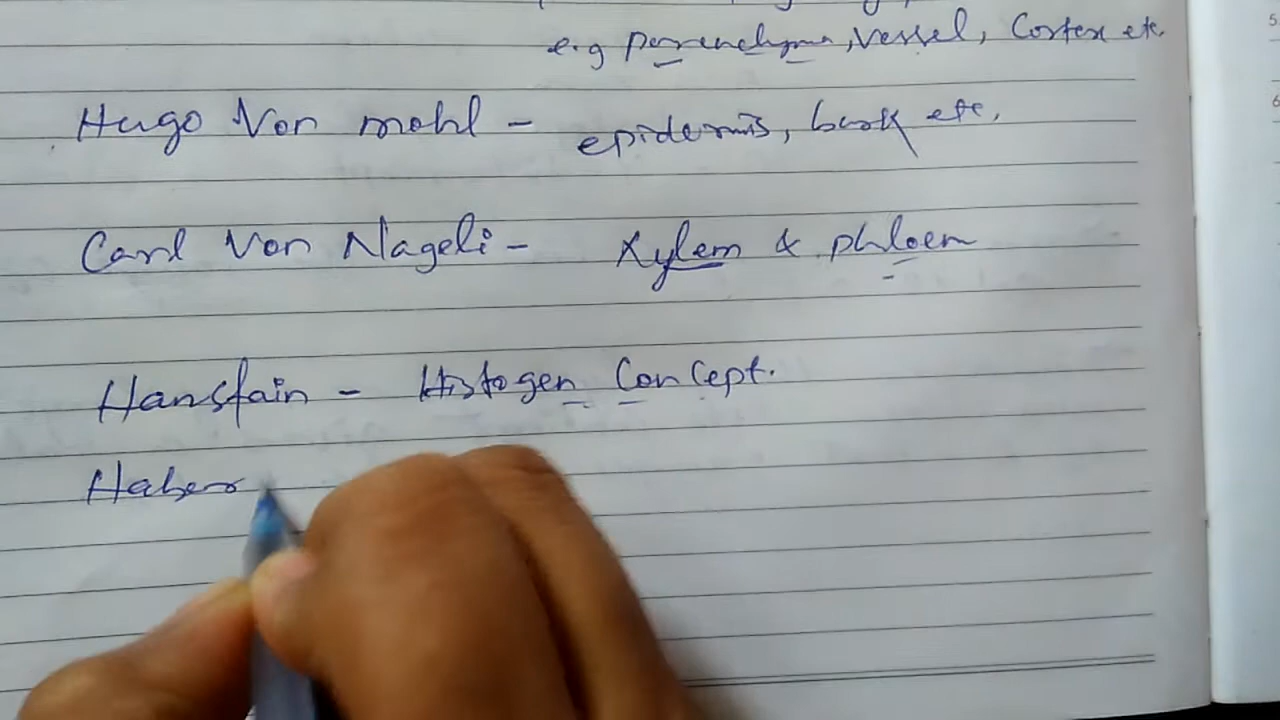 e.g parenchyma, vessel, Cortex etc.
Hugo Von mohl - epidermis, bark etc.
Carl Von Nageli - Xylem & phloem
Hanstain - Histogen Concept.
Haber